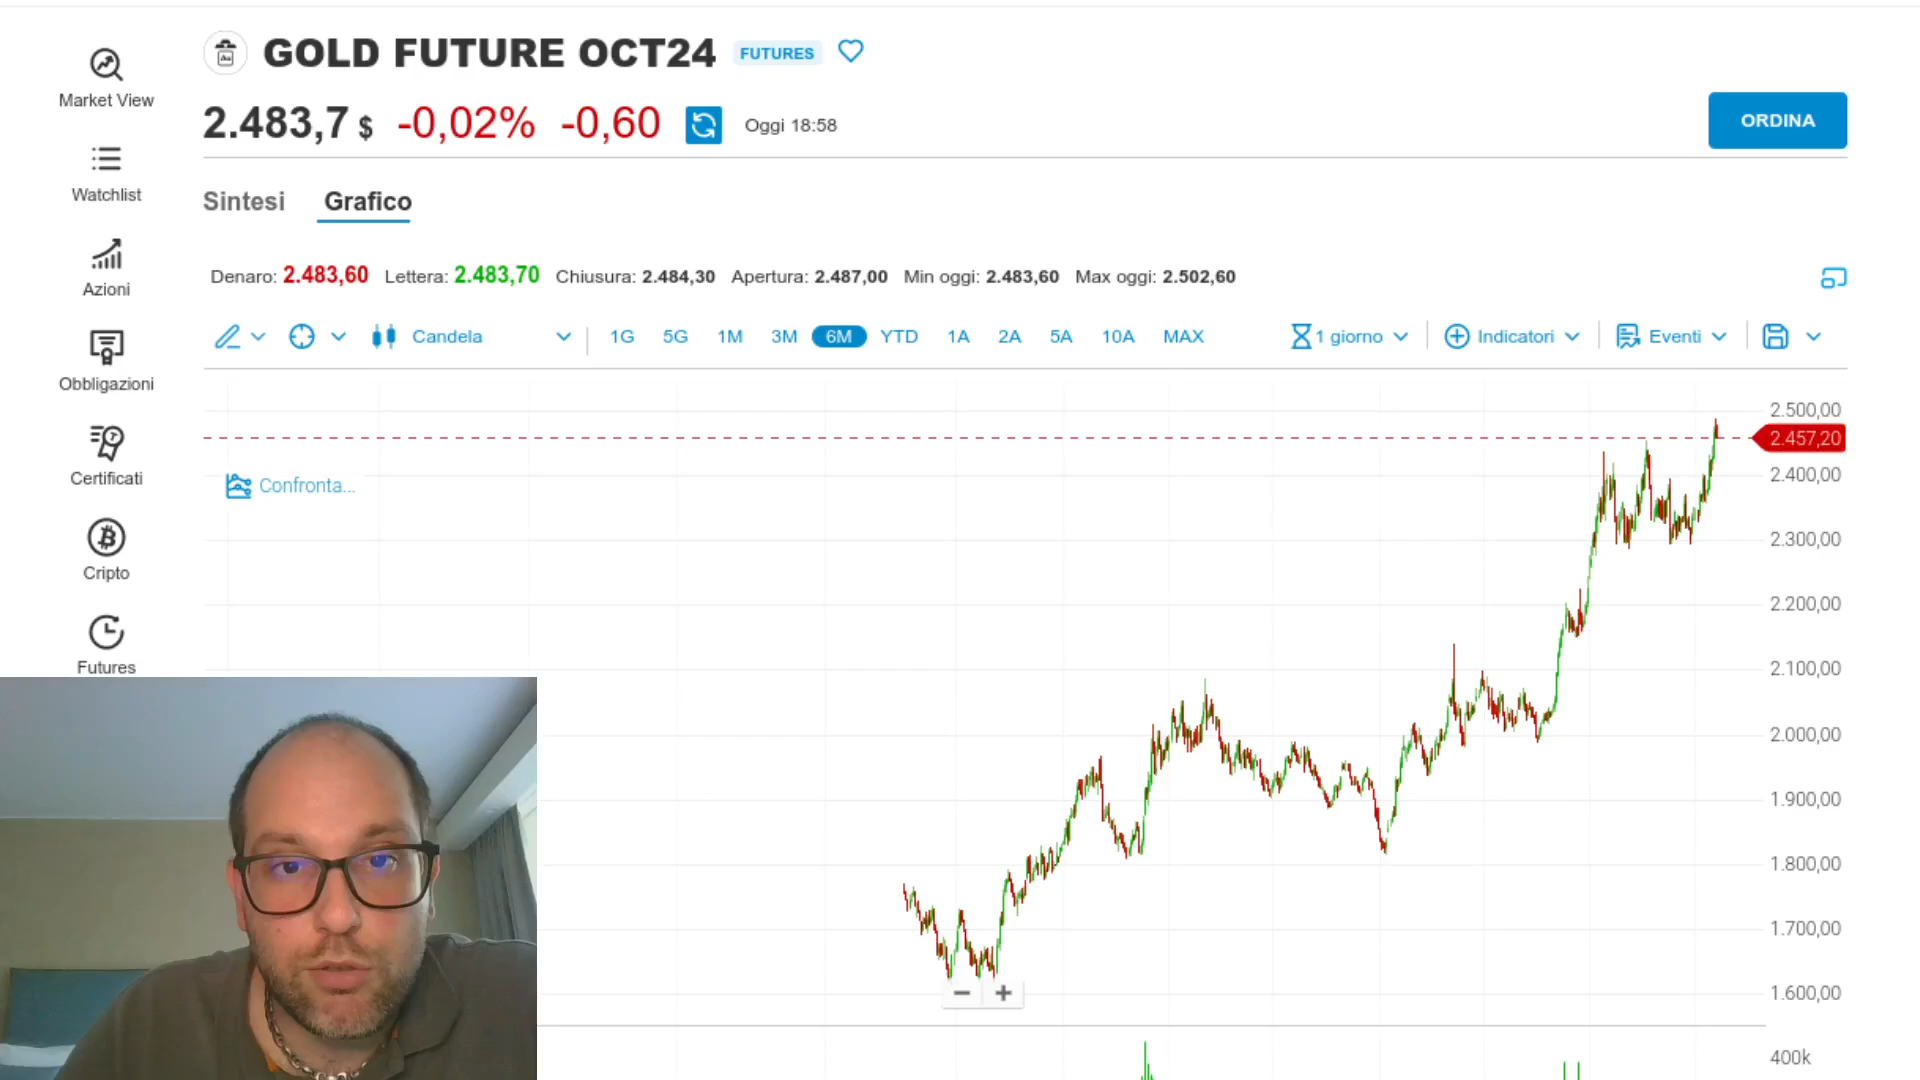 GOLD FUTURE OCT24 FUTURES
2.483,7 $ -0,02% -0,60 Oggi 18:58
ORDINA
Market View
Watchlist
Azioni
Obbligazioni
Certificati
Cripto
Futures
Sintesi Grafico
Denaro: 2.483,60 Lettera: 2.483,70 Chiusura: 2.484,30 Apertura: 2.487,00 Min oggi: 2.483,60 Max oggi: 2.502,60
Candela 1G 5G 1M 3M 6M YTD 1A 2A 5A 10A MAX 1 giorno Indicatori Eventi
Confronta...
2.500,00
2.457,20
2.400,00
2.300,00
2.200,00
2.100,00
2.000,00
1.900,00
1.800,00
1.700,00
1.600,00
400k